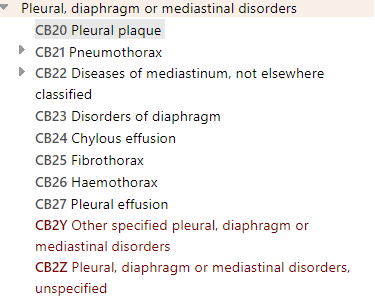 Pleural, diaphragm or mediastinal disorders
CB20 Pleural plaque
CB21 Pneumothorax
CB22 Diseases of mediastinum, not elsewhere
classified
CB23 Disorders of diaphragm
CB24 Chylous effusion
CB25 Fibrothorax
CB26 Haemothorax
CB27 Pleural effusion
CB2Y Other specified pleural, diaphragm or
mediastinal disorders
CB2Z Pleural, diaphragm or mediastinal disorders,
unspecified